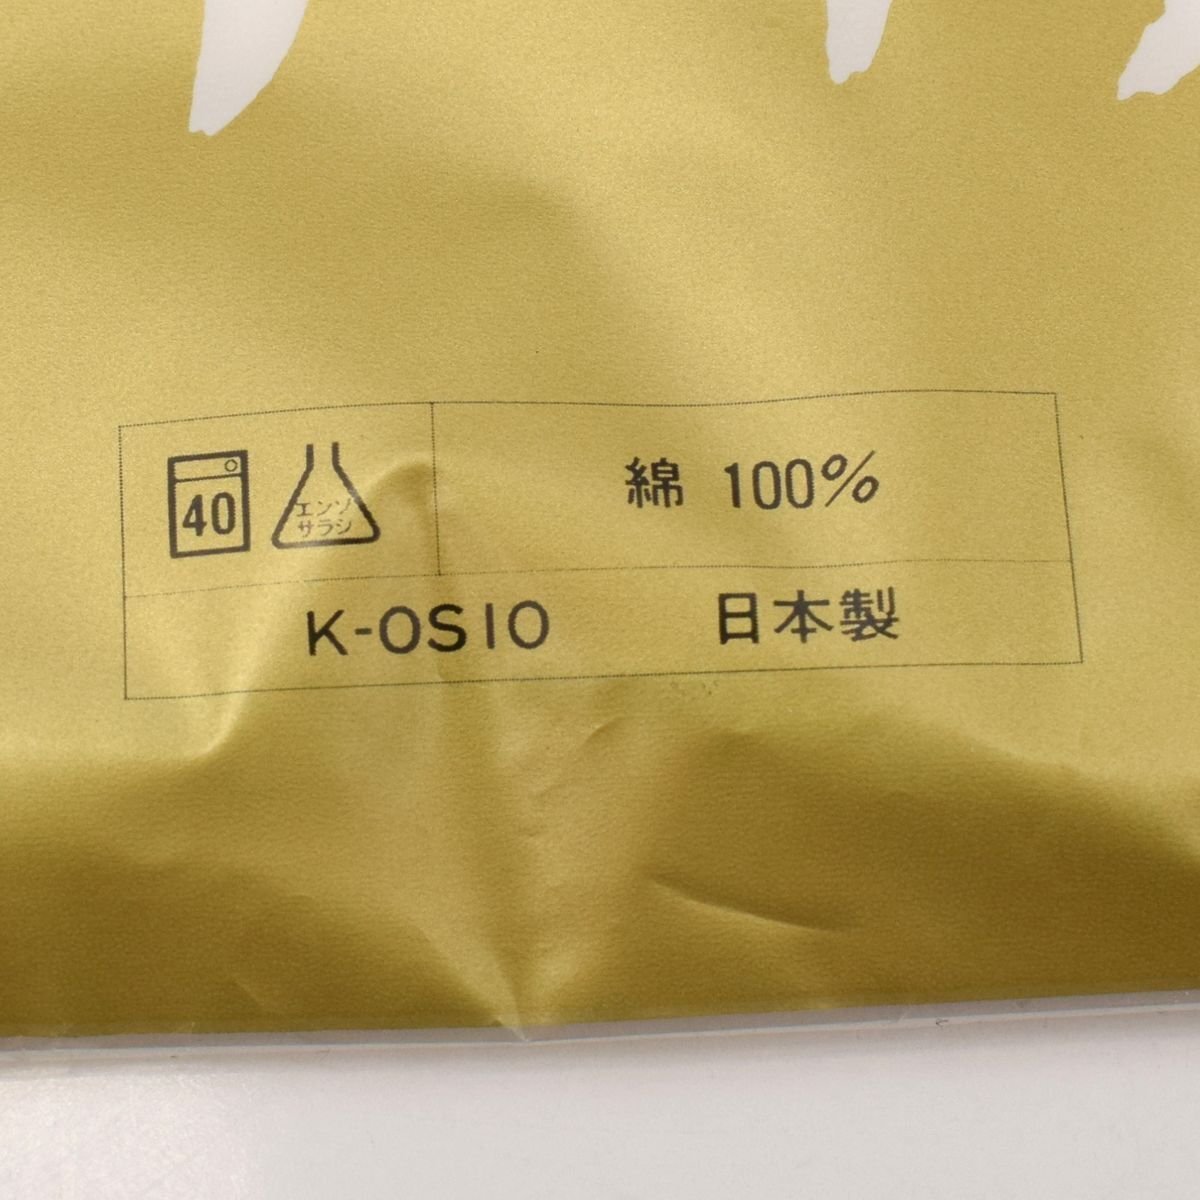 40 エンソ サラシ
綿 100%
K-OS10 日本製